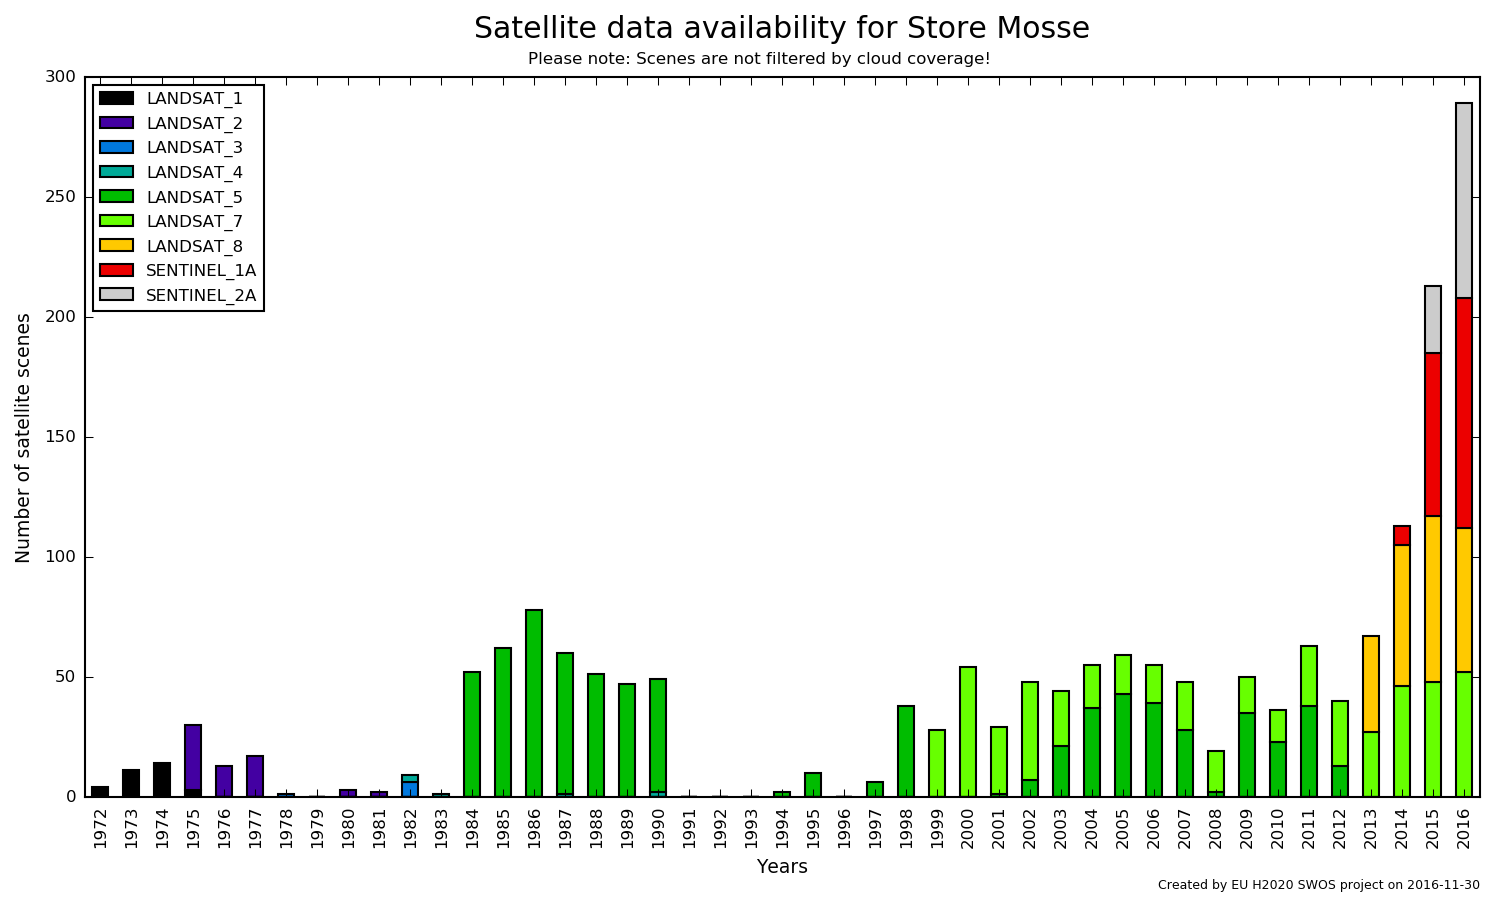 Satellite data availability for Store Mosse
Please note: Scenes are not filtered by cloud coverage!
300
250
200
150
100
50
0
Number of satellite scenes
LANDSAT_1
LANDSAT_2
LANDSAT_3
LANDSAT_4
LANDSAT_5
LANDSAT_7
LANDSAT_8
SENTINEL_1A
SENTINEL_2A
1972 1973 1974 1975 1976 1977 1978 1979 1980 1981 1982 1983 1984 1985 1986 1987 1988 1989 1990 1991 1992 1993 1994 1995 1996 1997 1998 1999 2000 2001 2002 2003 2004 2005 2006 2007 2008 2009 2010 2011 2012 2013 2014 2015 2016
Years
Created by EU H2020 SWOS project on 2016-11-30